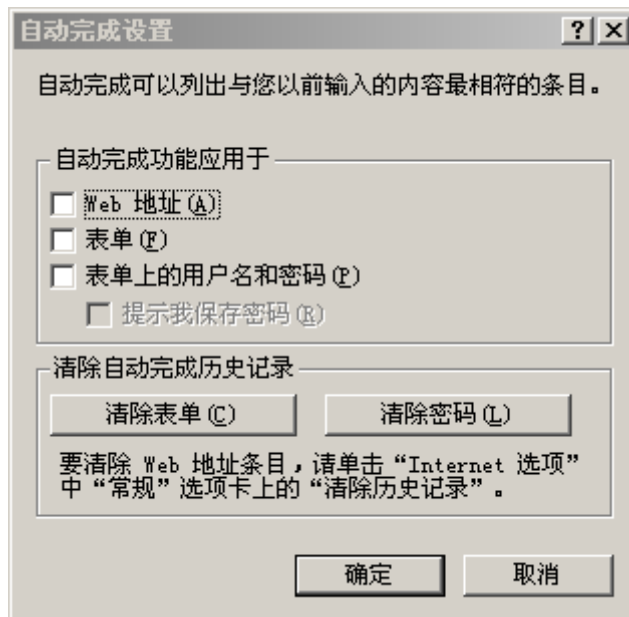 自动完成设置
自动完成可以列出与您以前输入的内容最相符的条目。
自动完成功能应用于
Web 地址(A)
表单(F)
表单上的用户名和密码(P)
提示我保存密码(R)
清除自动完成历史记录
清除表单(C) 清除密码(L)
要清除 Web 地址条目，请单击“Internet 选项”
中“常规”选项卡上的“清除历史记录”。
确定 取消